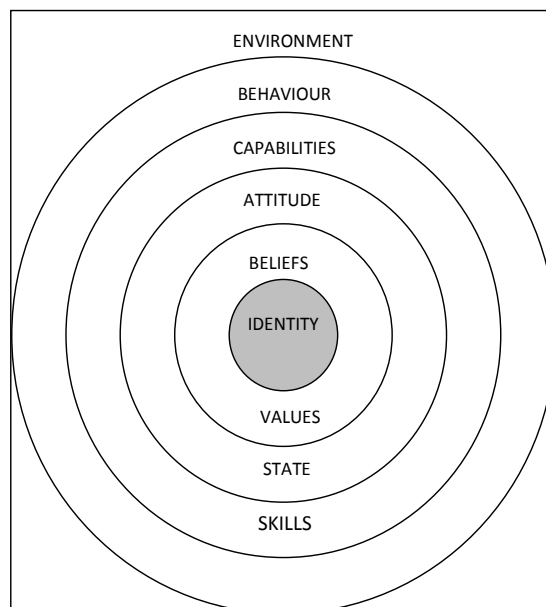 ENVIRONMENT
BEHAVIOUR
CAPABILITIES
ATTITUDE
BELIEFS
IDENTITY
VALUES
STATE
SKILLS